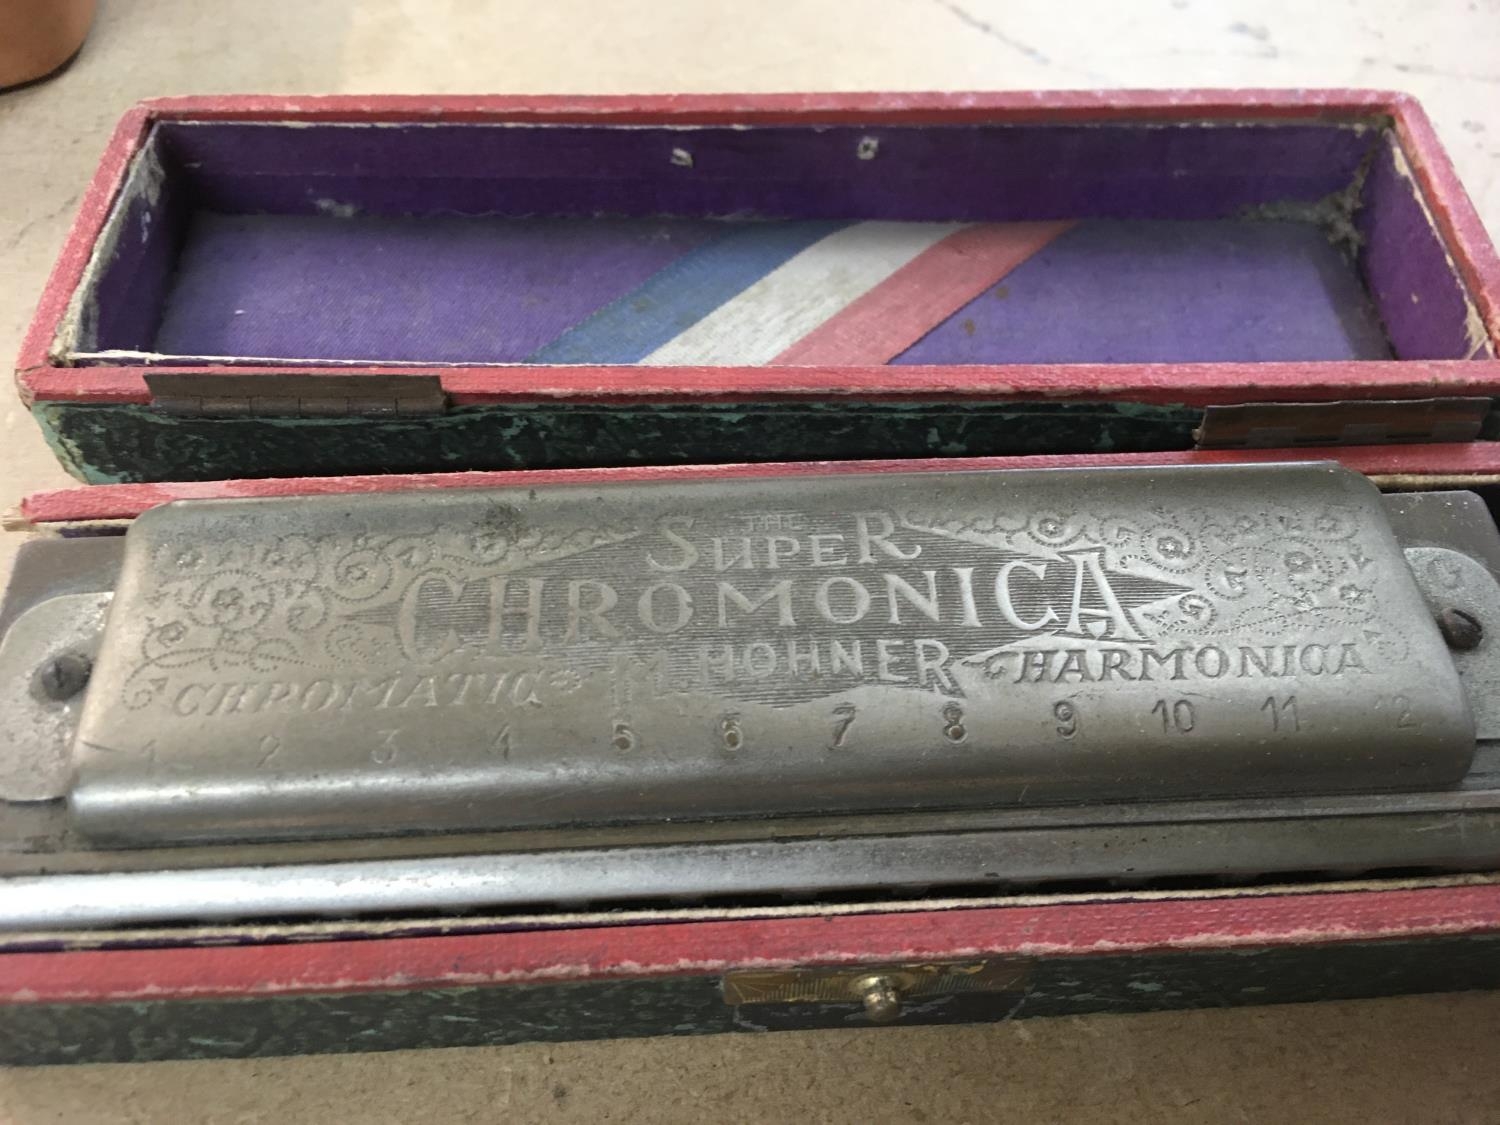 THE
SUPER
CHROMONICA
CHROMATIC M. HOHNER HARMONICA
1 2 3 4 5 6 7 8 9 10 11 12